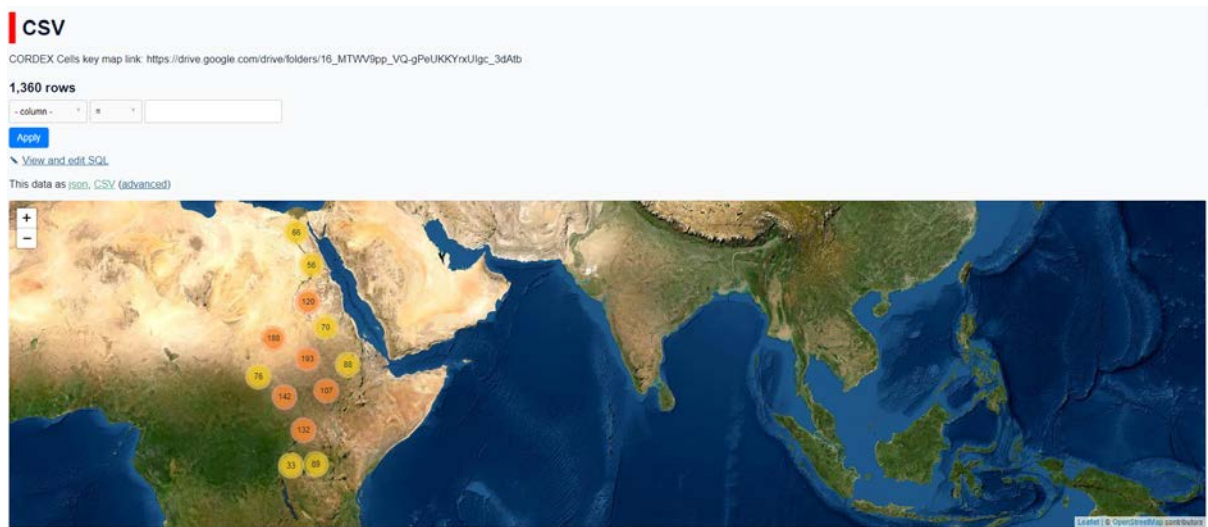 CSV
CORDEX Cells key map link: https://drive.google.com/drive/folders/16_MTWV9pp_VQ-gPeUKKYrxUIgc_3dAtb
1,360 rows
- column - =
Apply
View and edit SQL
This data as json, CSV (advanced)
+
−
66
56
120
70
188
193
88
76
142
107
132
33 69
Leaflet | © OpenStreetMap contributors